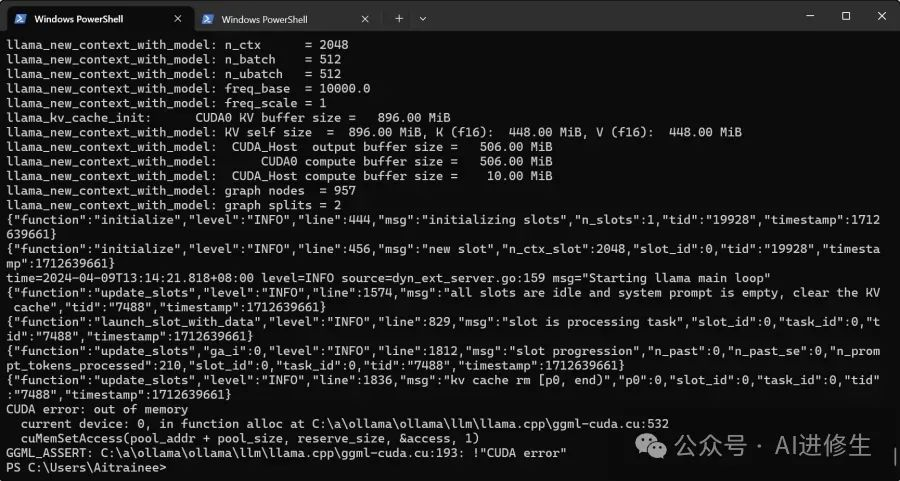 Windows PowerShell
Windows PowerShell
llama_new_context_with_model: n_ctx      = 2048
llama_new_context_with_model: n_batch    = 512
llama_new_context_with_model: n_ubatch   = 512
llama_new_context_with_model: freq_base  = 10000.0
llama_new_context_with_model: freq_scale = 1
llama_kv_cache_init:      CUDA0 KV buffer size =   896.00 MiB
llama_new_context_with_model: KV self size  =  896.00 MiB, K (f16):  448.00 MiB, V (f16):  448.00 MiB
llama_new_context_with_model:  CUDA_Host  output buffer size =   506.00 MiB
llama_new_context_with_model:      CUDA0 compute buffer size =   506.00 MiB
llama_new_context_with_model:  CUDA_Host compute buffer size =    10.00 MiB
llama_new_context_with_model: graph nodes  = 957
llama_new_context_with_model: graph splits = 2
{"function":"initialize","level":"INFO","line":444,"msg":"initializing slots","n_slots":1,"tid":"19928","timestamp":1712
639661}
{"function":"initialize","level":"INFO","line":456,"msg":"new slot","n_ctx_slot":2048,"slot_id":0,"tid":"19928","timesta
mp":1712639661}
time=2024-04-09T13:14:21.818+08:00 level=INFO source=dyn_ext_server.go:159 msg="Starting llama main loop"
{"function":"update_slots","level":"INFO","line":1574,"msg":"all slots are idle and system prompt is empty, clear the KV
 cache","tid":"7488","timestamp":1712639661}
{"function":"launch_slot_with_data","level":"INFO","line":829,"msg":"slot is processing task","slot_id":0,"task_id":0,"t
id":"7488","timestamp":1712639661}
{"function":"update_slots","ga_i":0,"level":"INFO","line":1812,"msg":"slot progression","n_past":0,"n_past_se":0,"n_prom
pt_tokens_processed":210,"slot_id":0,"task_id":0,"tid":"7488","timestamp":1712639661}
{"function":"update_slots","level":"INFO","line":1836,"msg":"kv cache rm [p0, end)","p0":0,"slot_id":0,"task_id":0,"tid"
:"7488","timestamp":1712639661}
CUDA error: out of memory
  current device: 0, in function alloc at C:\a\ollama\ollama\llm\llama.cpp\ggml-cuda.cu:532
  cuMemSetAccess(pool_addr + pool_size, reserve_size, &access, 1)
GGML_ASSERT: C:\a\ollama\ollama\llm\llama.cpp\ggml-cuda.cu:193: !"CUDA error"
PS C:\Users\Aitrainee>
公众号 · AI进修生